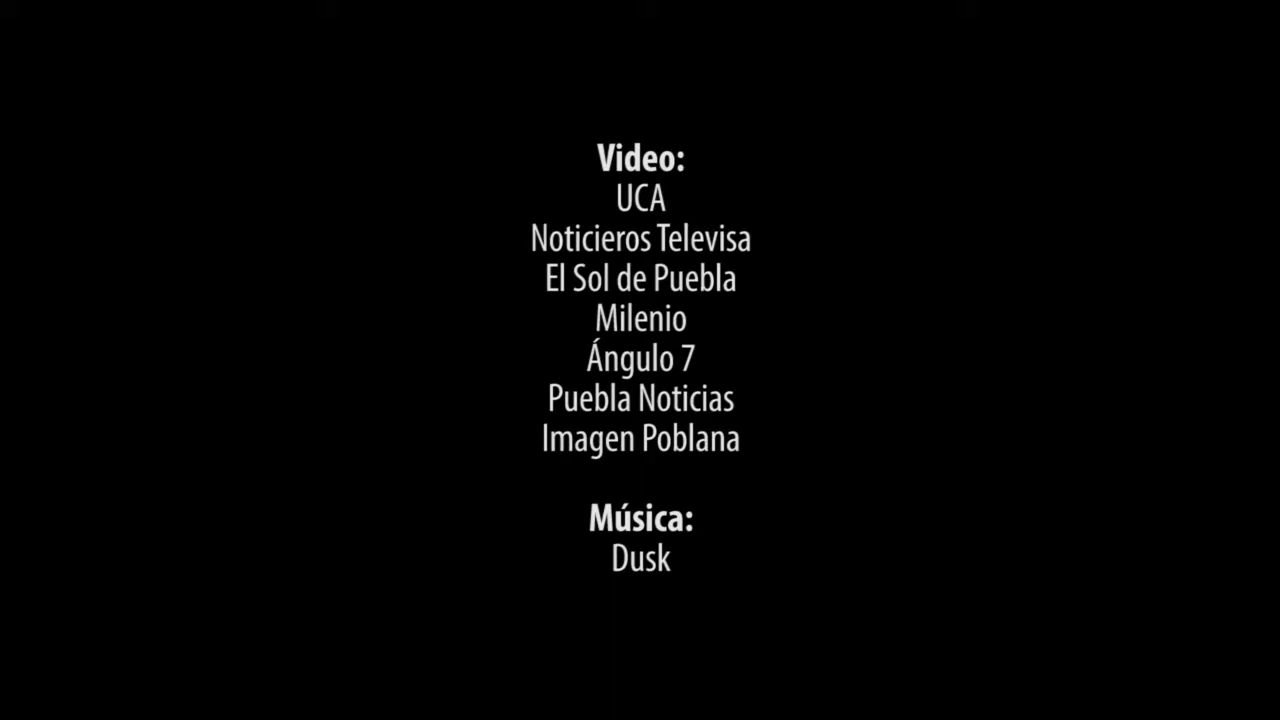 Video:
UCA
Noticieros Televisa
El Sol de Puebla
Milenio
Ángulo 7
Puebla Noticias
Imagen Poblana
Música:
Dusk